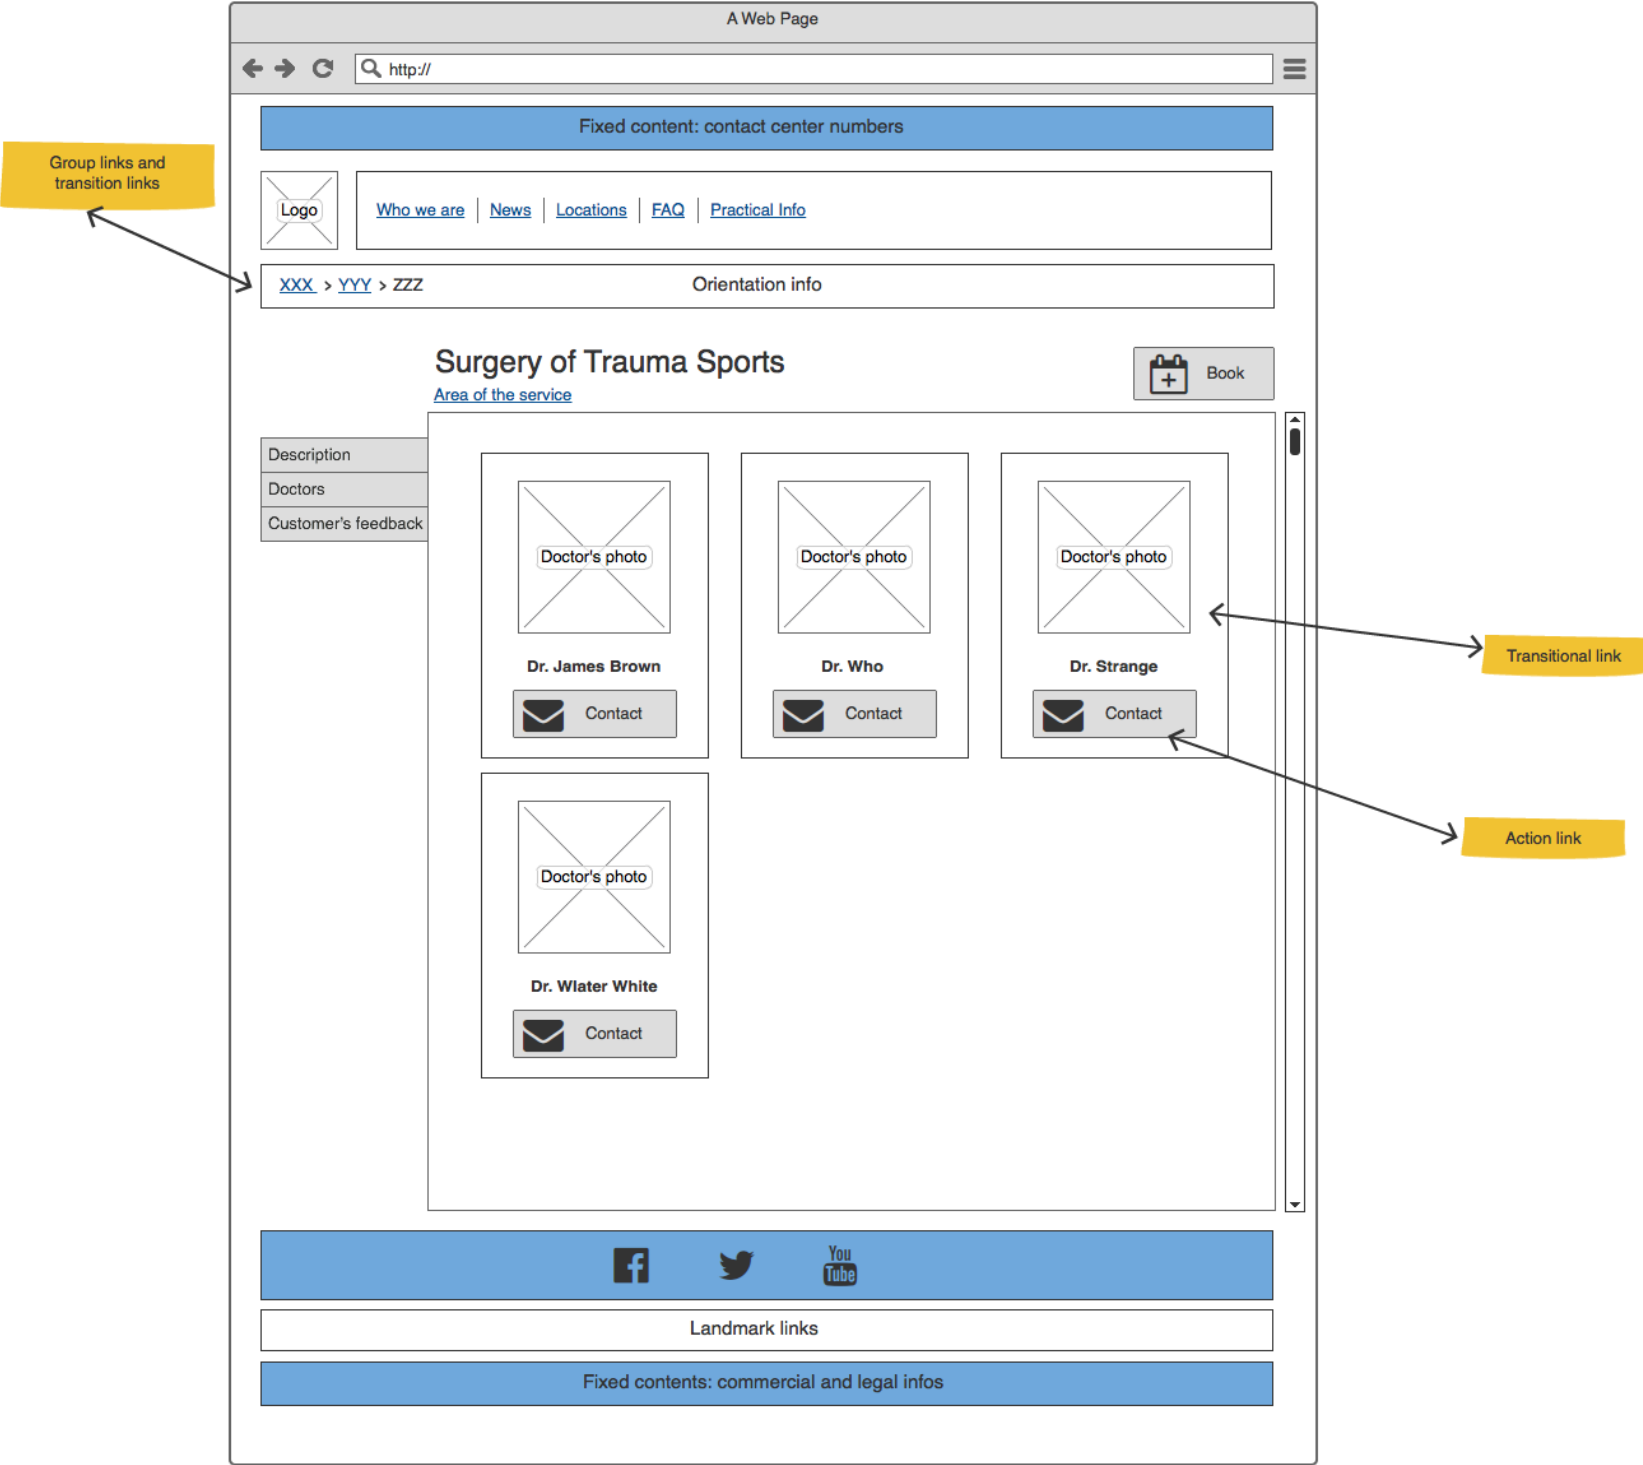 A Web Page
http://
Fixed content: contact center numbers
Group links and
transition links
Logo
Who we are | News | Locations | FAQ | Practical Info
XXX > YYY > ZZZ
Orientation info
Surgery of Trauma Sports
Area of the service
Book
Description
Doctors
Customer's feedback
Doctor's photo
Doctor's photo
Doctor's photo
Dr. James Brown
Dr. Who
Dr. Strange
Transitional link
Contact
Contact
Contact
Action link
Doctor's photo
Dr. Wlater White
Contact
You
Tube
Landmark links
Fixed contents: commercial and legal infos